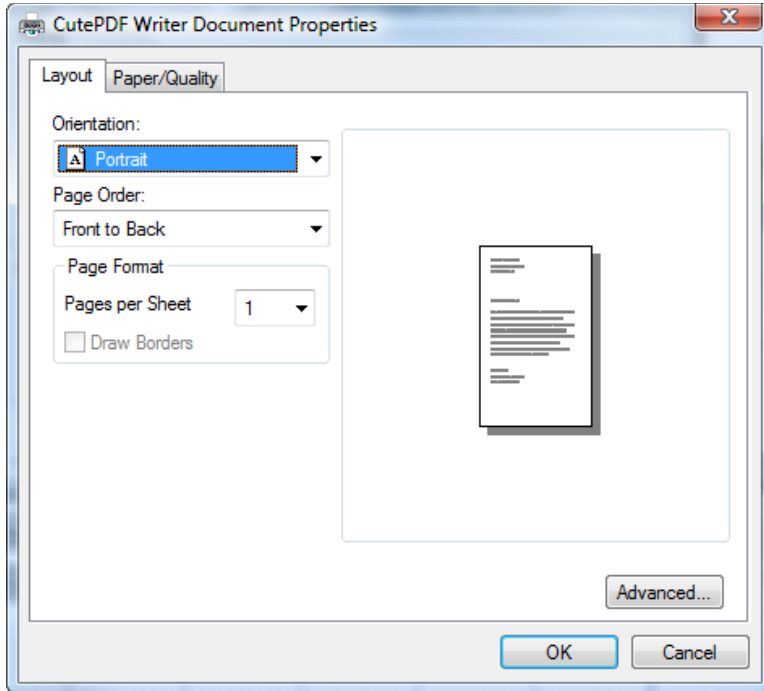 CutePDF Writer Document Properties
Layout
Paper/Quality
Orientation:
A Portrait
Page Order:
Front to Back
Page Format
Pages per Sheet 1
Draw Borders
Advanced...
OK
Cancel